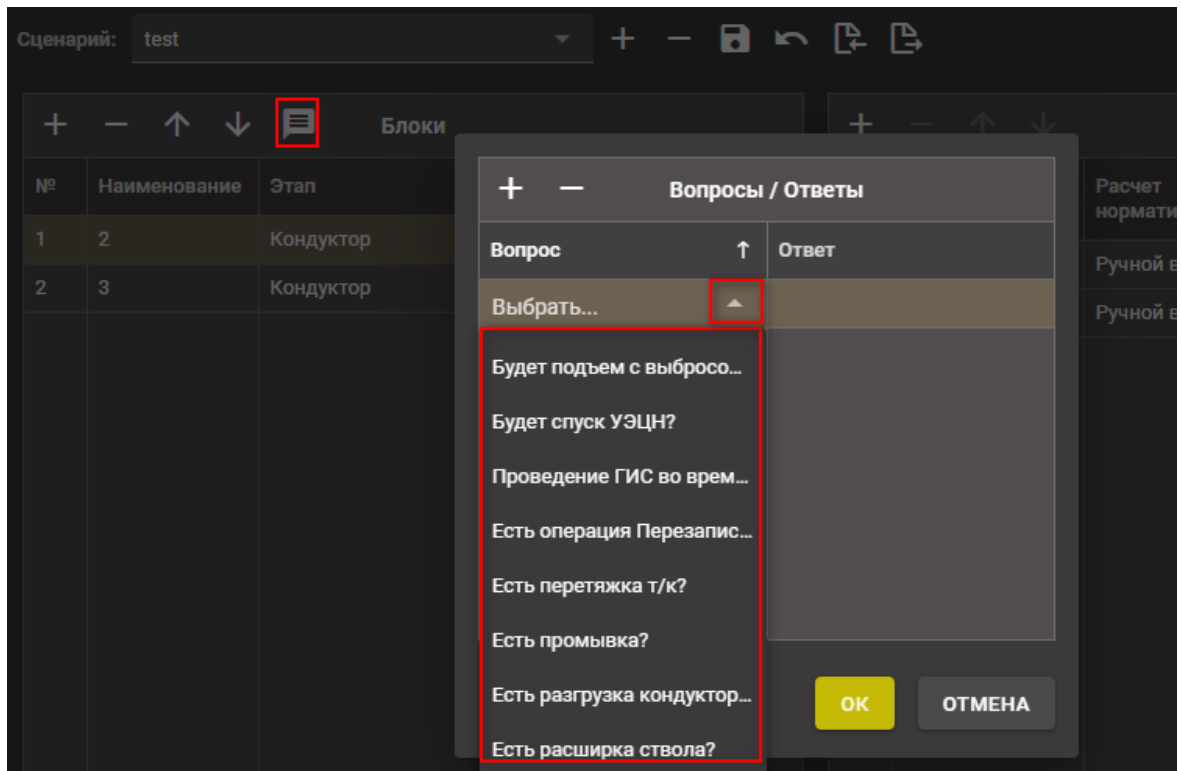 Сценарий: test
Блоки
№ Наименование Этап
1 2 Кондуктор
2 3 Кондуктор
Вопросы / Ответы
Вопрос Ответ
Выбрать...
Будет подъем с выбросо...
Будет спуск УЭЦН?
Проведение ГИС во врем...
Есть операция Перезапис...
Есть перетяжка т/к?
Есть промывка?
Есть разгрузка кондуктор...
Есть расширка ствола?
ОК ОТМЕНА
Расчет
нормати
Ручной в
Ручной в